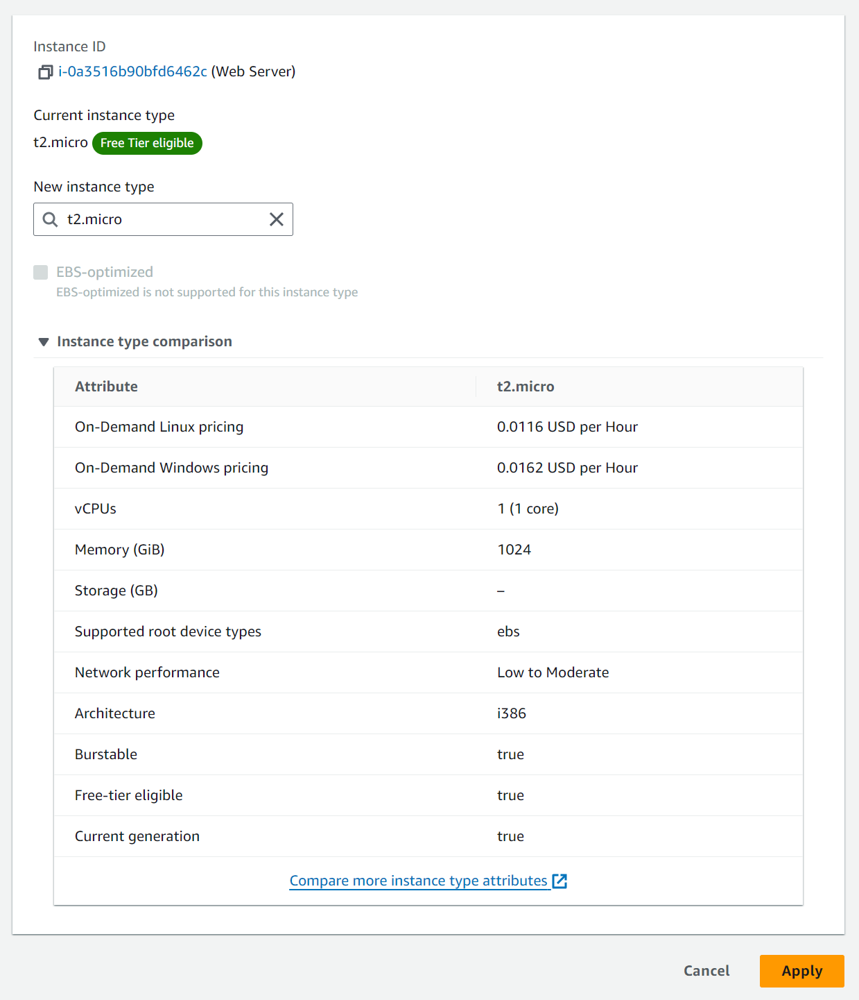 Instance ID
i-0a3516b90bfd6462c (Web Server)
Current instance type
t2.micro Free Tier eligible
New instance type
t2.micro
EBS-optimized
EBS-optimized is not supported for this instance type
Instance type comparison
Attribute t2.micro
On-Demand Linux pricing 0.0116 USD per Hour
On-Demand Windows pricing 0.0162 USD per Hour
vCPUs 1 (1 core)
Memory (GiB) 1024
Storage (GB) –
Supported root device types ebs
Network performance Low to Moderate
Architecture i386
Burstable true
Free-tier eligible true
Current generation true
Compare more instance type attributes
Cancel Apply